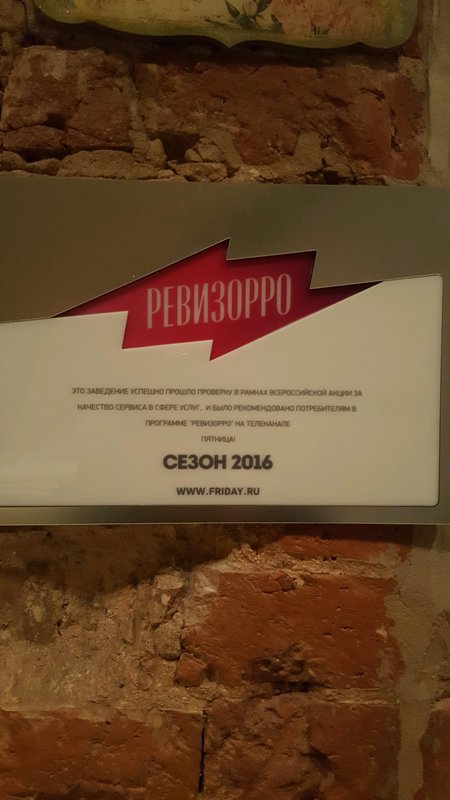 РЕВИЗОРРО
ЭТО ЗАВЕДЕНИЕ УСПЕШНО ПРОШЛО ПРОВЕРКУ В РАМКАХ ВСЕРОССИЙСКОЙ АКЦИИ ЗА
КАЧЕСТВО СЕРВИСА В СФЕРЕ УСЛУГ, И БЫЛО РЕКОМЕНДОВАНО ПОТРЕБИТЕЛЯМ В
ПРОГРАММЕ "РЕВИЗОРРО" НА ТЕЛЕКАНАЛЕ
ПЯТНИЦА!
СЕЗОН 2016
WWW.FRIDAY.RU